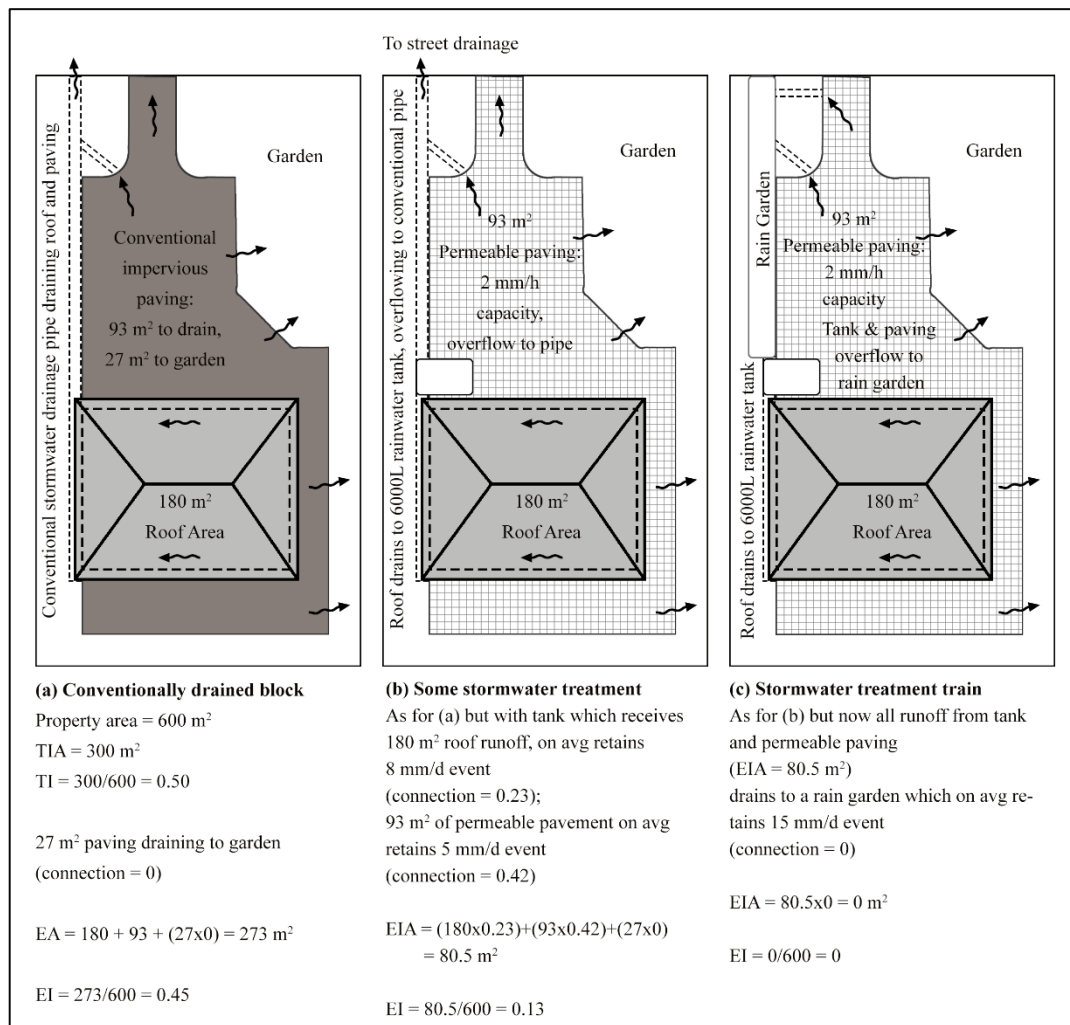 To street drainage
Conventional stormwater drainage pipe draining roof and paving
Garden
Conventional
impervious
paving:
93 m² to drain,
27 m² to garden
180 m²
Roof Area
Roof drains to 6000L rainwater tank, overflowing to conventional pipe
Garden
93 m²
Permeable paving:
2 mm/h
capacity,
overflow to pipe
180 m²
Roof Area
Roof drains to 6000L rainwater tank
Rain Garden
Garden
93 m²
Permeable paving:
2 mm/h
capacity
Tank & paving
overflow to
rain garden
180 m²
Roof Area
(a) Conventionally drained block
Property area = 600 m²
TIA = 300 m²
TI = 300/600 = 0.50
27 m² paving draining to garden
(connection = 0)
EA = 180 + 93 + (27x0) = 273 m²
EI = 273/600 = 0.45
(b) Some stormwater treatment
As for (a) but with tank which receives
180 m² roof runoff, on avg retains
8 mm/d event
(connection = 0.23);
93 m² of permeable pavement on avg
retains 5 mm/d event
(connection = 0.42)
EIA = (180x0.23)+(93x0.42)+(27x0)
= 80.5 m²
EI = 80.5/600 = 0.13
(c) Stormwater treatment train
As for (b) but now all runoff from tank
and permeable paving
(EIA = 80.5 m²)
drains to a rain garden which on avg re-
tains 15 mm/d event
(connection = 0)
EIA = 80.5x0 = 0 m²
EI = 0/600 = 0